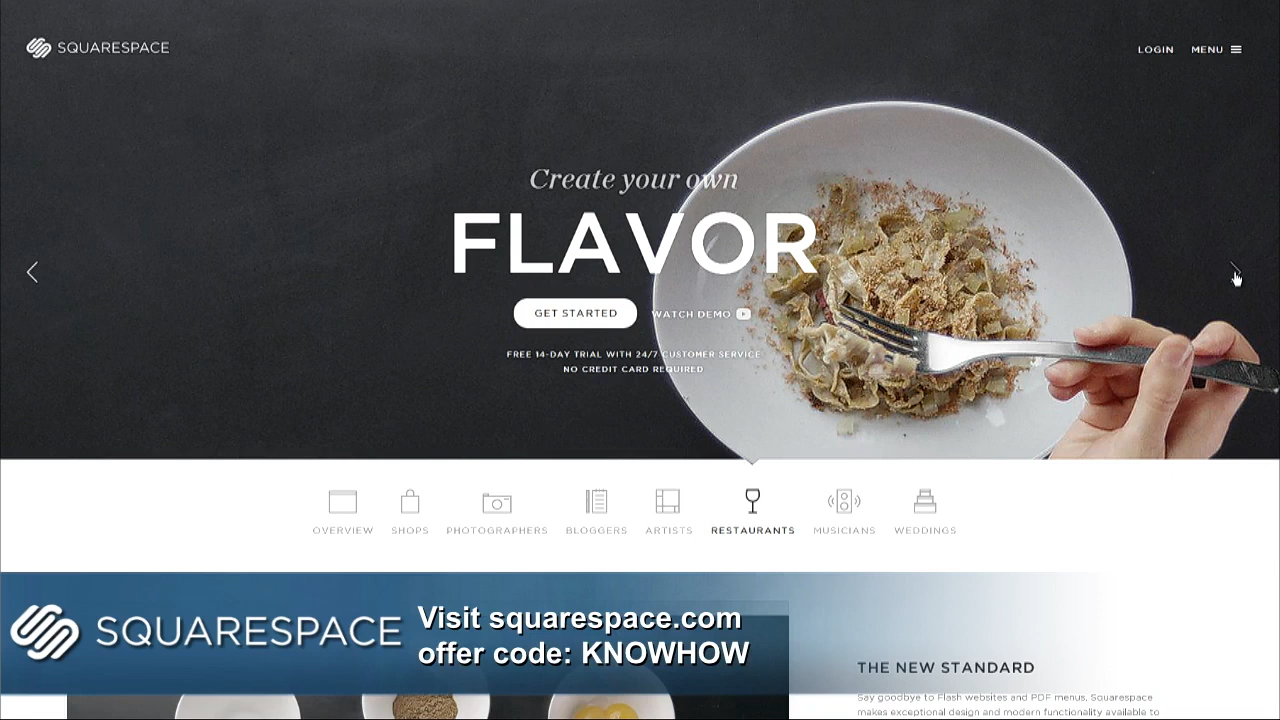 SQUARESPACE
LOGIN MENU
Create your own
FLAVOR
GET STARTED WATCH DEMO
FREE 14-DAY TRIAL WITH 24/7 CUSTOMER SERVICE
NO CREDIT CARD REQUIRED
OVERVIEW SHOPS PHOTOGRAPHERS BLOGGERS ARTISTS RESTAURANTS MUSICIANS WEDDINGS
SQUARESPACE
Visit squarespace.com
offer code: KNOWHOW
THE NEW STANDARD
Say goodbye to Flash websites and PDF menus. Squarespace
makes exceptional design and modern functionality available to